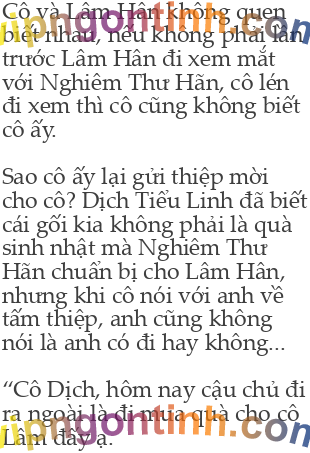 Cô và Lâm Hân không quen
biết nhau, nếu không phải lần
trước Lâm Hân đi xem mắt
với Nghiêm Thư Hãn, cô lén
đi xem thì cô cũng không biết
cô ấy.
Sao cô ấy lại gửi thiệp mời
cho cô? Dịch Tiểu Linh đã biết
cái gối kia không phải là quà
sinh nhật mà Nghiêm Thư
Hãn chuẩn bị cho Lâm Hân,
nhưng khi cô nói với anh về
tấm thiệp, anh cũng không
nói là anh có đi hay không...
“Cô Dịch, hôm nay cậu chủ đi
ra ngoài là đi mua quà cho cô
Lâm đấy ạ.
vipngontinh.com
vipngontinh.com